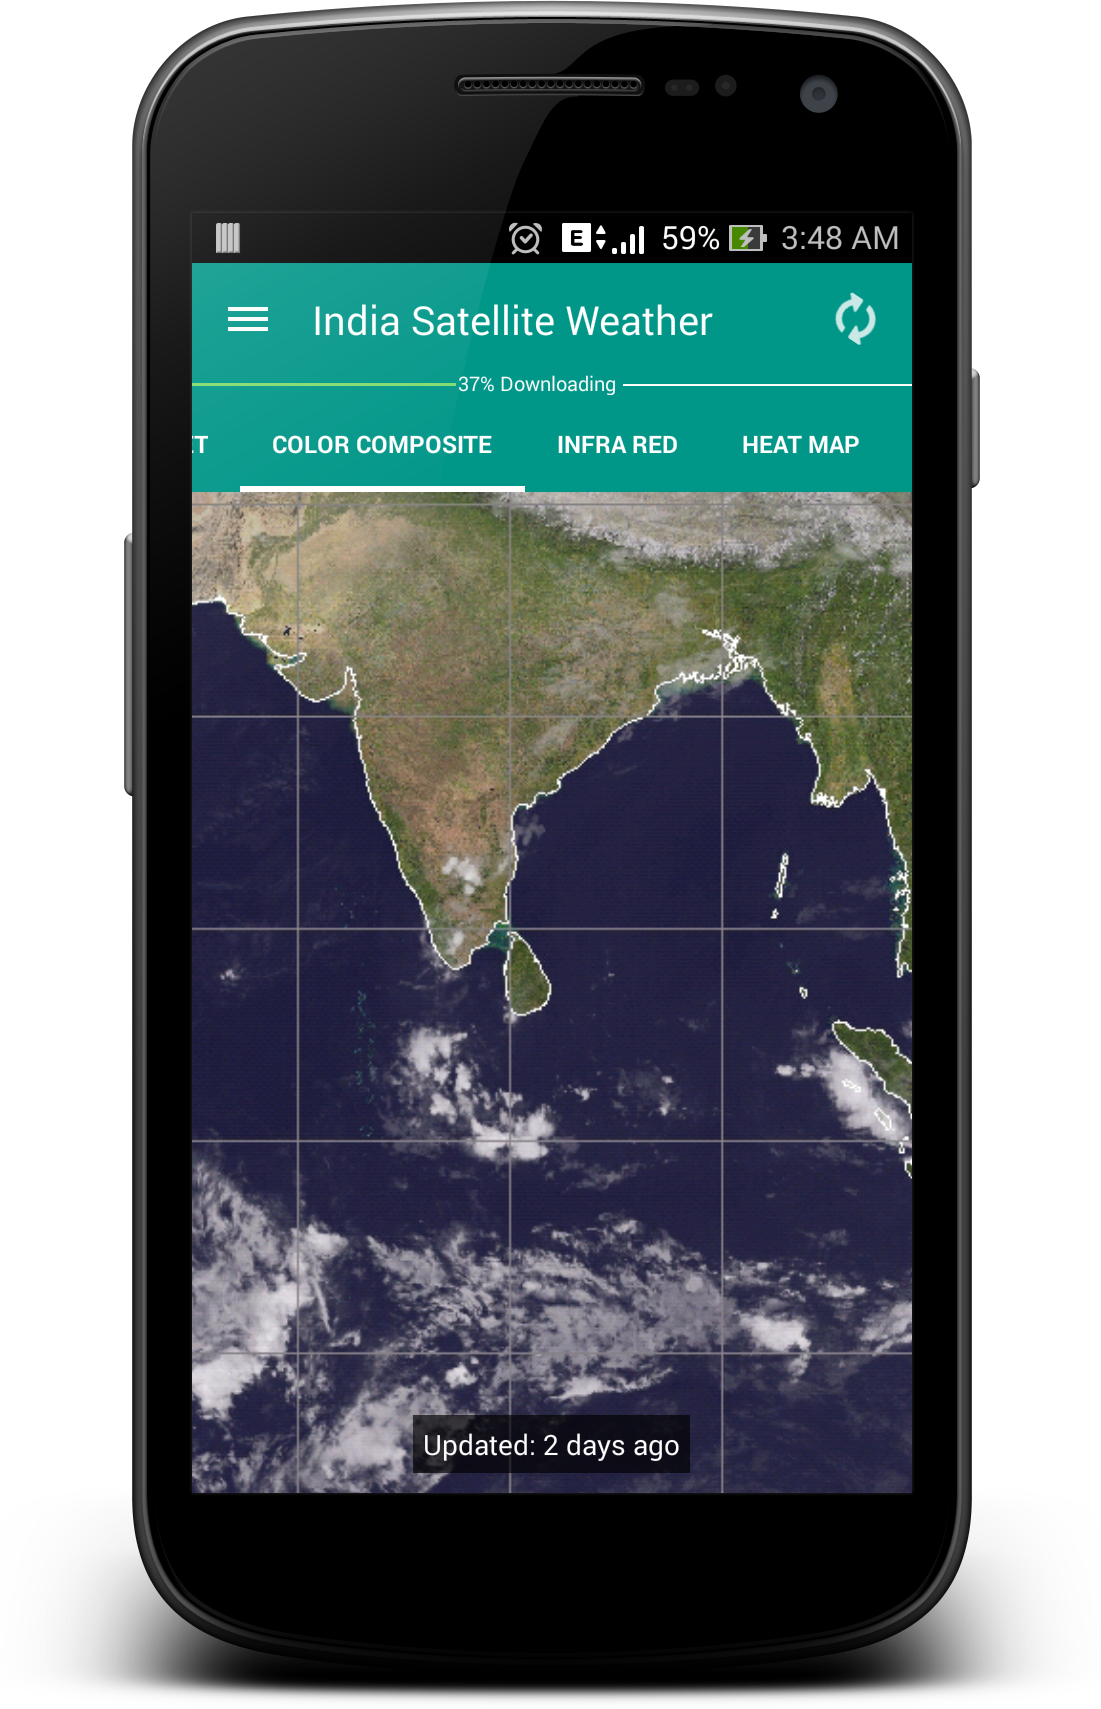 E 59% 3:48 AM
India Satellite Weather
37% Downloading
COLOR COMPOSITE INFRA RED HEAT MAP
Updated: 2 days ago